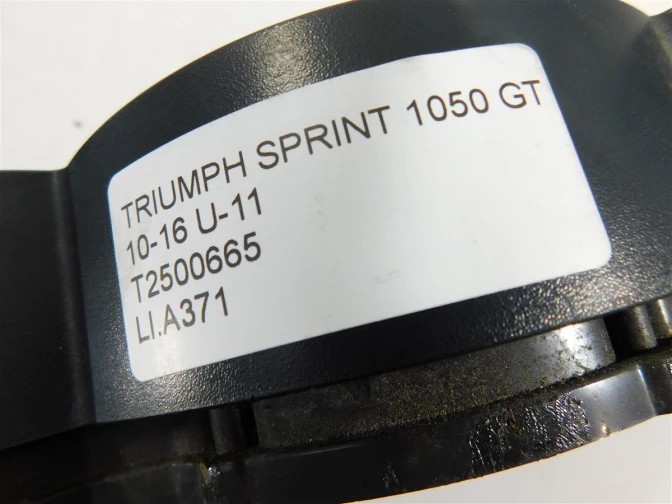 TRIUMPH SPRINT 1050 GT
10-16 U-11
T2500665
LI.A371